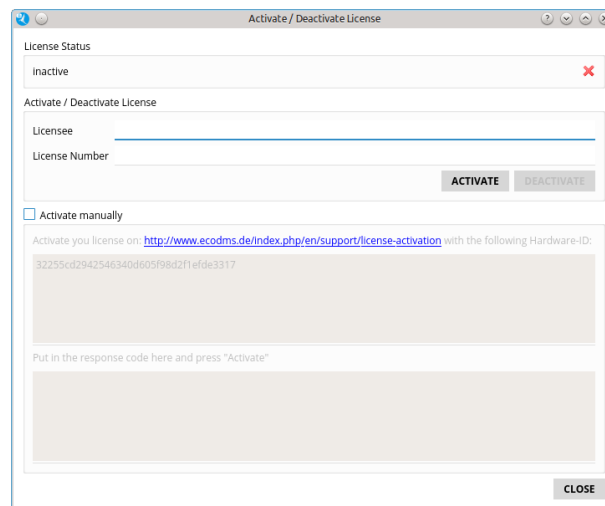 Activate / Deactivate License
License Status
inactive
Activate / Deactivate License
Licensee
License Number
ACTIVATE DEACTIVATE
Activate manually
Activate you license on: http://www.ecodms.de/index.php/en/support/license-activation with the following Hardware-ID:
32255cd2942546340d605f98d2f1efde3317
Put in the response code here and press "Activate"
CLOSE